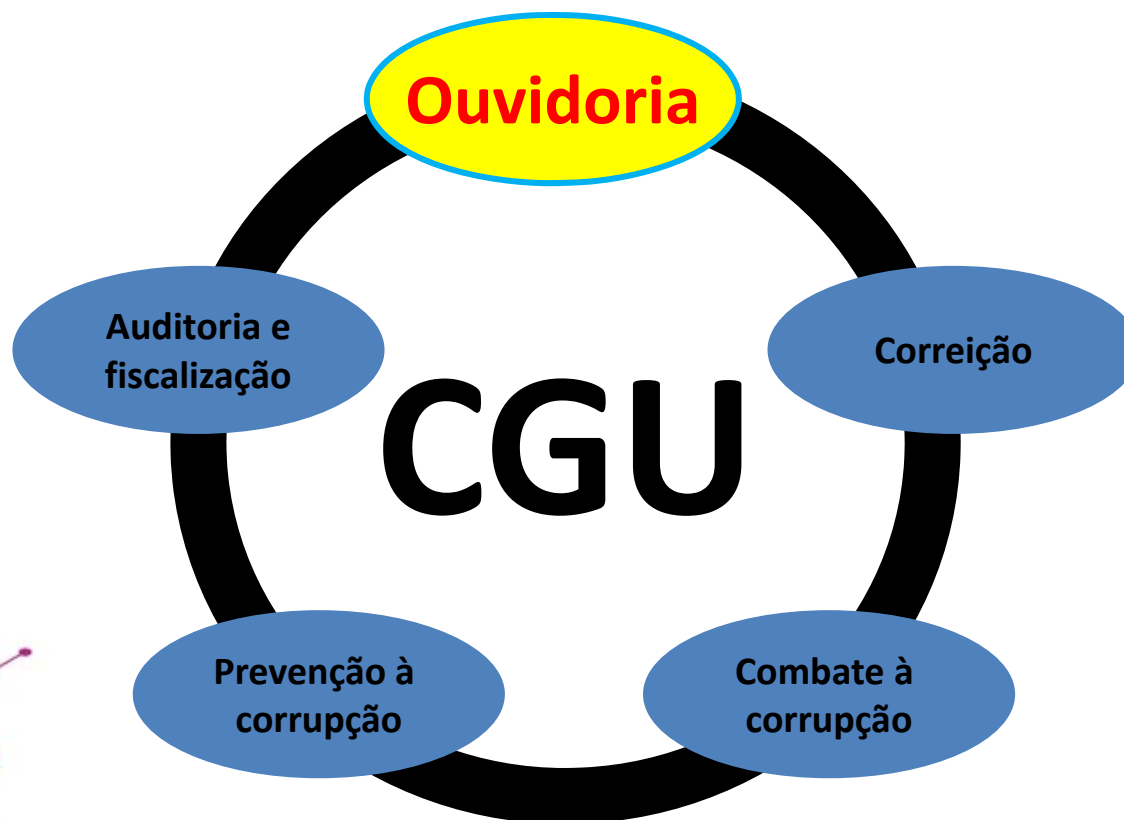 Ouvidoria
Auditoria e
fiscalização
Correição
CGU
Prevenção à
corrupção
Combate à
corrupção